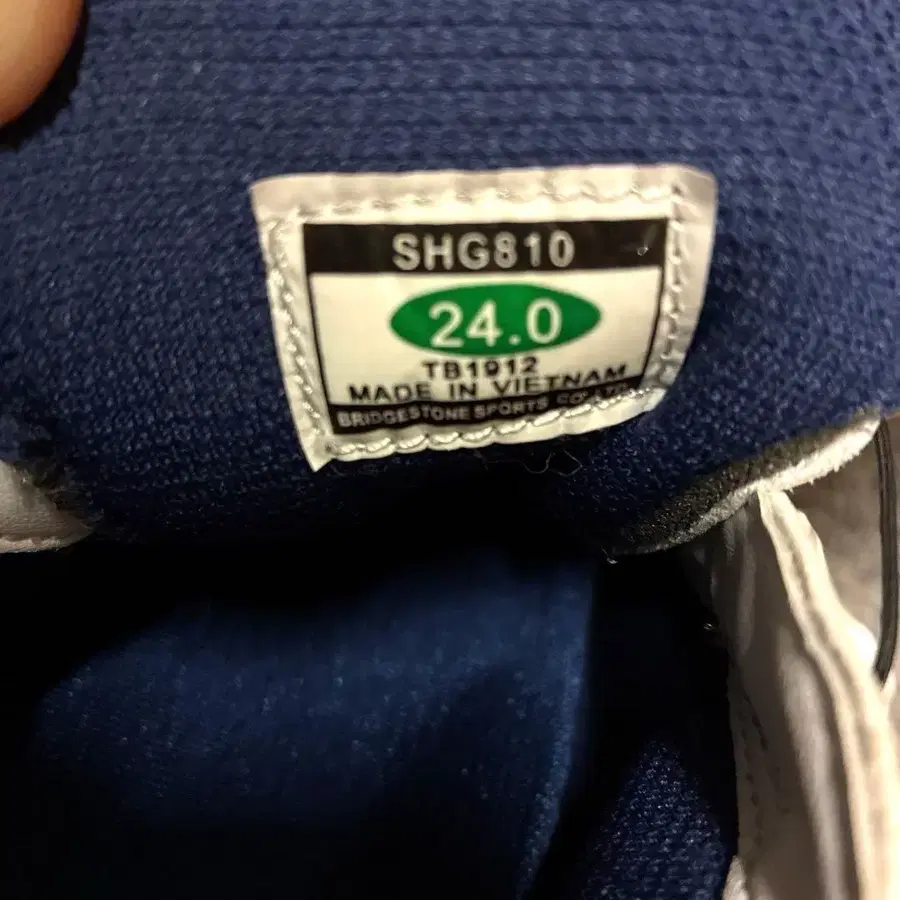 SHG810
24.0
TB1912
MADE IN VIETNAM
BRIDGESTONE SPORTS CO LTD